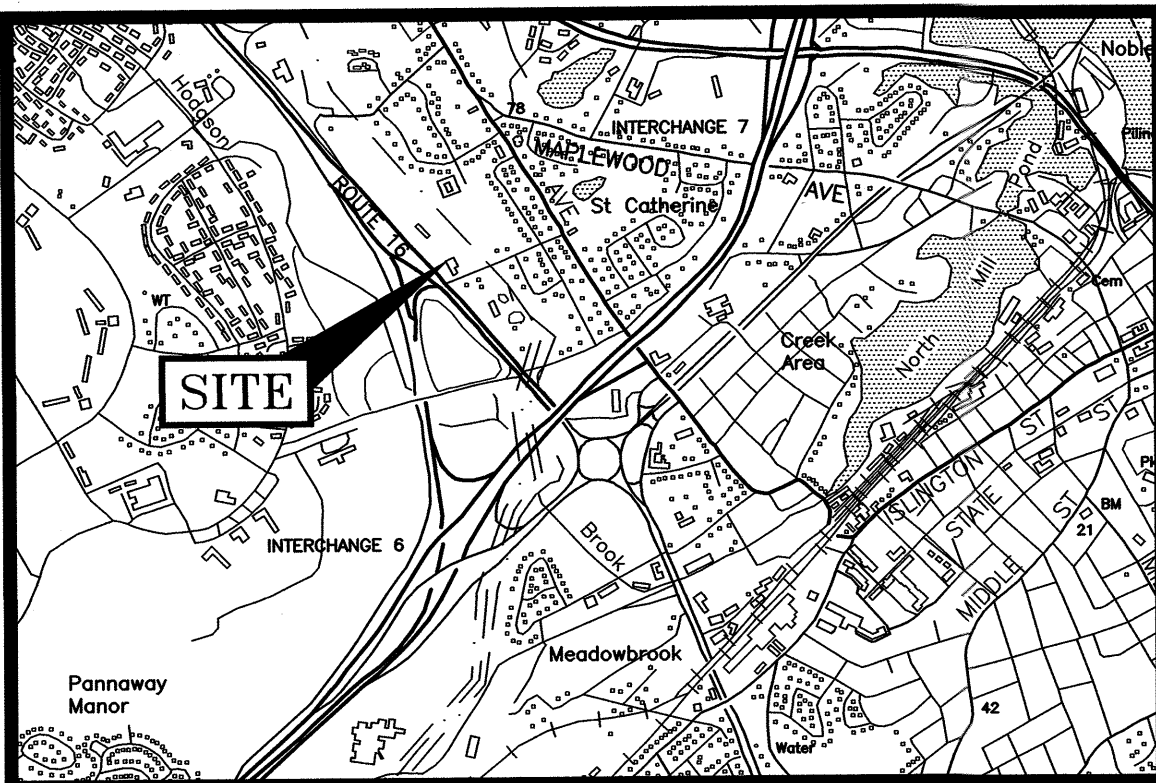 Noble
Hodgson
78
INTERCHANGE 7
MAPLEWOOD
AVE
Pond
ROUTE 16
AVE
St Catherine
Mill
WT
Cem
North
Creek
Area
SITE
ST
ST
ISLINGTON
STATE
ST
BM
21
INTERCHANGE 6
Brook
MIDDLE
Meadowbrook
Pannaway
Manor
42
Water